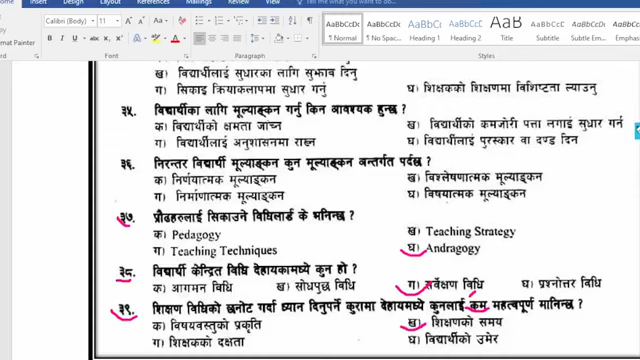 Home Insert Design Layout References Mailings Review View Tell me what you want to do...
Calibri (Body) 11
ormat Painter
Clipboard Font
AaBbCcDc AaBbCcDc AaBbCc AaBbCcC AaB AaBbCcD AaBbCcDc
¶ Normal ¶ No Spac... Heading 1 Heading 2 Title Subtitle Subtle Em...
Paragraph
ख) विद्यार्थीलाई सुधारका लागि सुझाव दिनु
ग) सिकाइ क्रियाकलापमा सुधार गर्नु घ) शिक्षकको शिक्षणमा विशिष्टता ल्याउनु
३५. विद्यार्थीका लागि मूल्याङ्कन गर्नु किन आवश्यक हुन्छ ?
क) विद्यार्थीको क्षमता जाँच्न ख) विद्यार्थीको कमजोरी पत्ता लगाई सुधार गर्न
ग) विद्यार्थीलाई अनुशासनमा राख्न घ) विद्यार्थीलाई पुरस्कार वा दण्ड दिन
३६. निरन्तर विद्यार्थी मूल्याङ्कन कुन मूल्याङ्कन अन्तर्गत पर्दछ ?
क) निर्णयात्मक मूल्याङ्कन ख) विश्लेषणात्मक मूल्याङ्कन
ग) निर्माणात्मक मूल्याङ्कन घ) विषयात्मक मूल्याङ्कन
३७. प्रौढहरुलाई सिकाउने विधिलाई के भनिन्छ ?
क) Pedagogy ख) Teaching Strategy
ग) Teaching Techniques घ) Andragogy
३८. विद्यार्थी केन्द्रित विधि देहायकामध्ये कुन हो ?
क) आगमन विधि ख) सोधपुछ विधि ग) सर्वेक्षण विधि घ) प्रश्नोत्तर विधि
३९. शिक्षण विधिको छनोट गर्दा ध्यान दिनुपर्ने कुरामा देहायमध्ये कुनलाई कम महत्वपूर्ण मानिन्छ ?
क) विषयवस्तुको प्रकृति ख) शिक्षणको समय
ग) शिक्षकको दक्षता घ) विद्यार्थीको उमेर